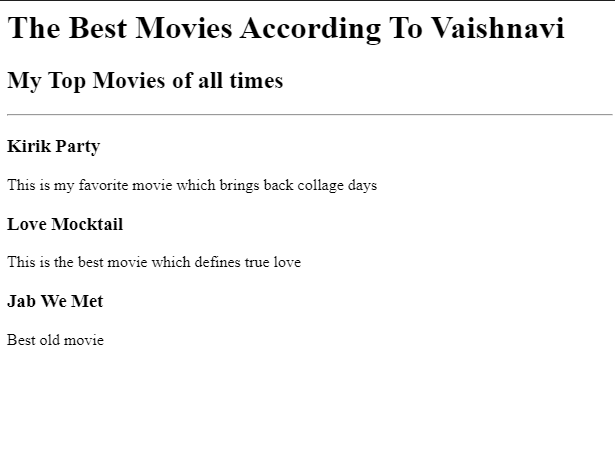 The Best Movies According To Vaishnavi
My Top Movies of all times
Kirik Party
This is my favorite movie which brings back collage days
Love Mocktail
This is the best movie which defines true love
Jab We Met
Best old movie